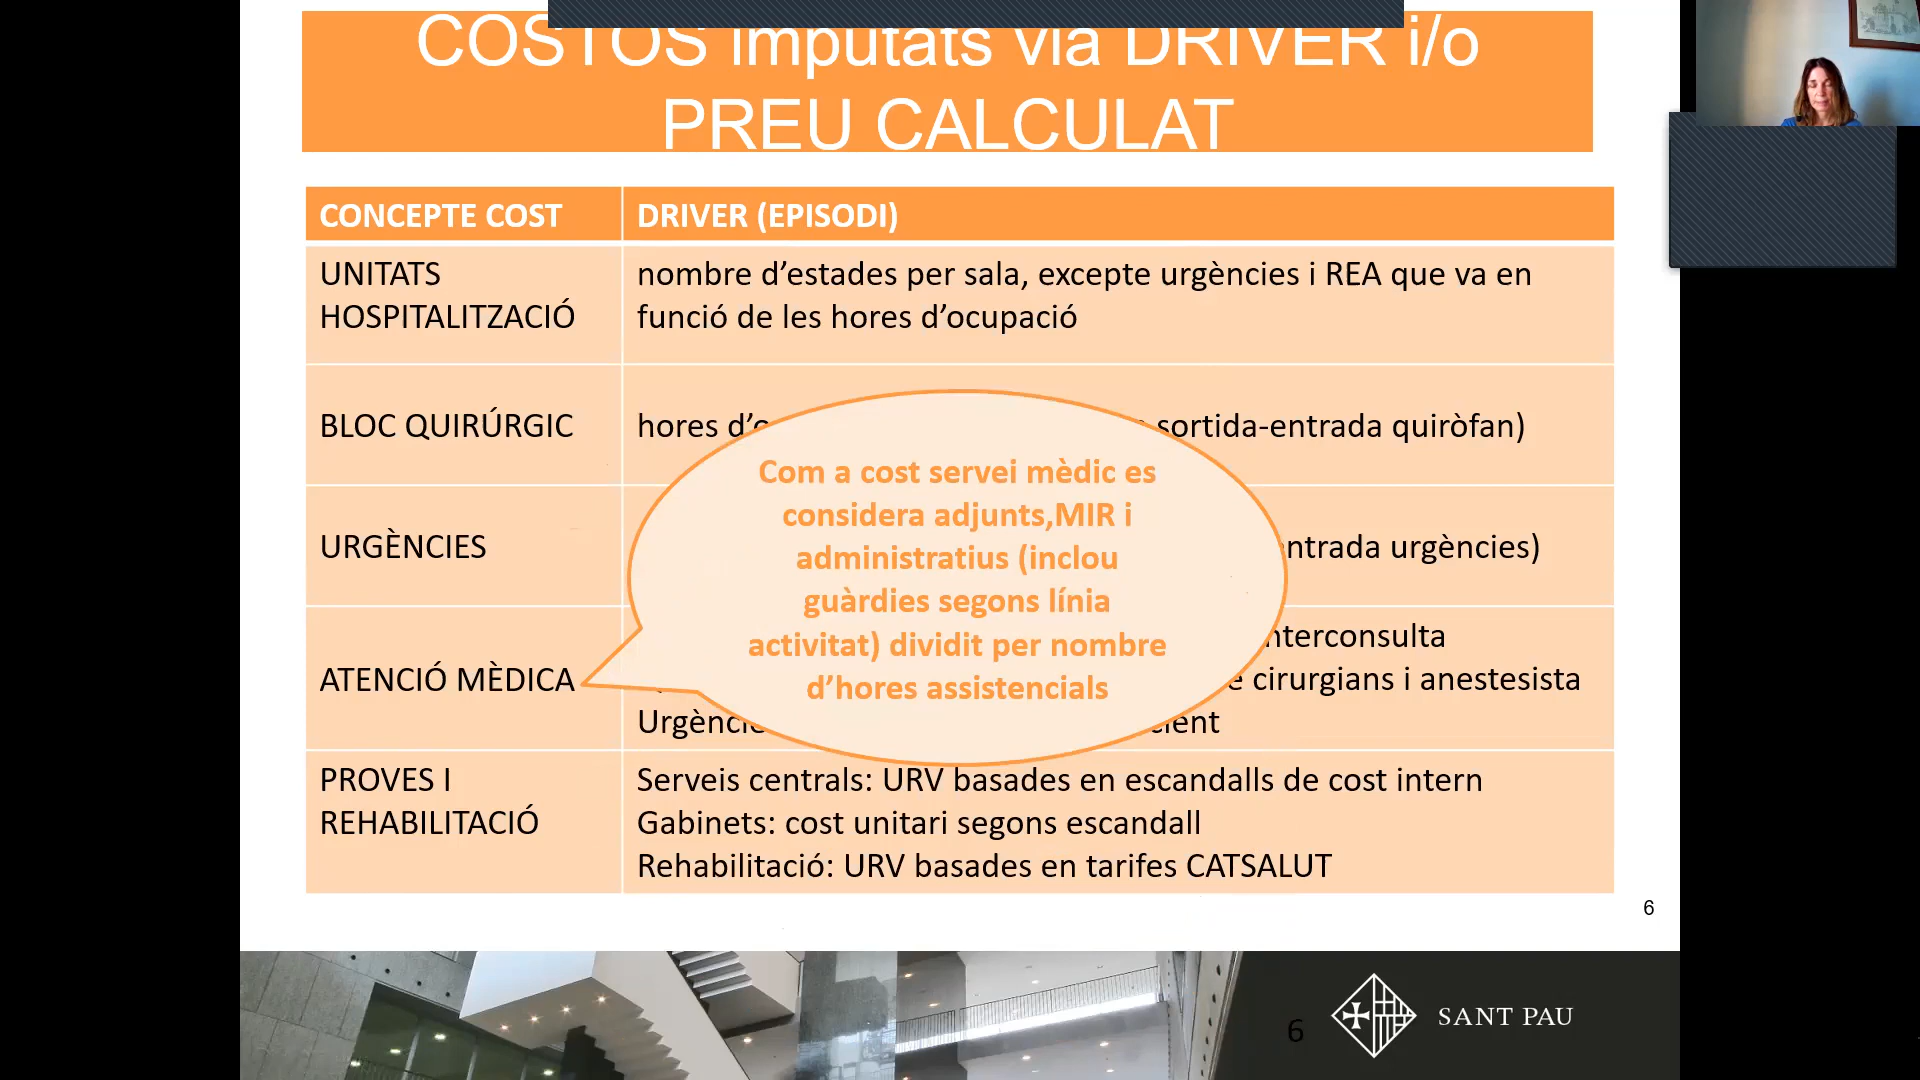 COSTOS imputats via DRIVER i/o
PREU CALCULAT
CONCEPTE COST
DRIVER (EPISODI)
UNITATS
HOSPITALITZACIÓ
nombre d’estades per sala, excepte urgències i REA que va en
funció de les hores d’ocupació
BLOC QUIRÚRGIC
hores sortida-entrada quiròfan)
URGÈNCIES
urgències)
ATENCIÓ MÈDICA
cirurgians i anestesista
Com a cost servei mèdic es
considera adjunts,MIR i
administratius (inclou
guàrdies segons línia
activitat) dividit per nombre
d’hores assistencials
PROVES I
REHABILITACIÓ
Serveis centrals: URV basades en escandalls de cost intern
Gabinets: cost unitari segons escandall
Rehabilitació: URV basades en tarifes CATSALUT
6
6
SANT PAU